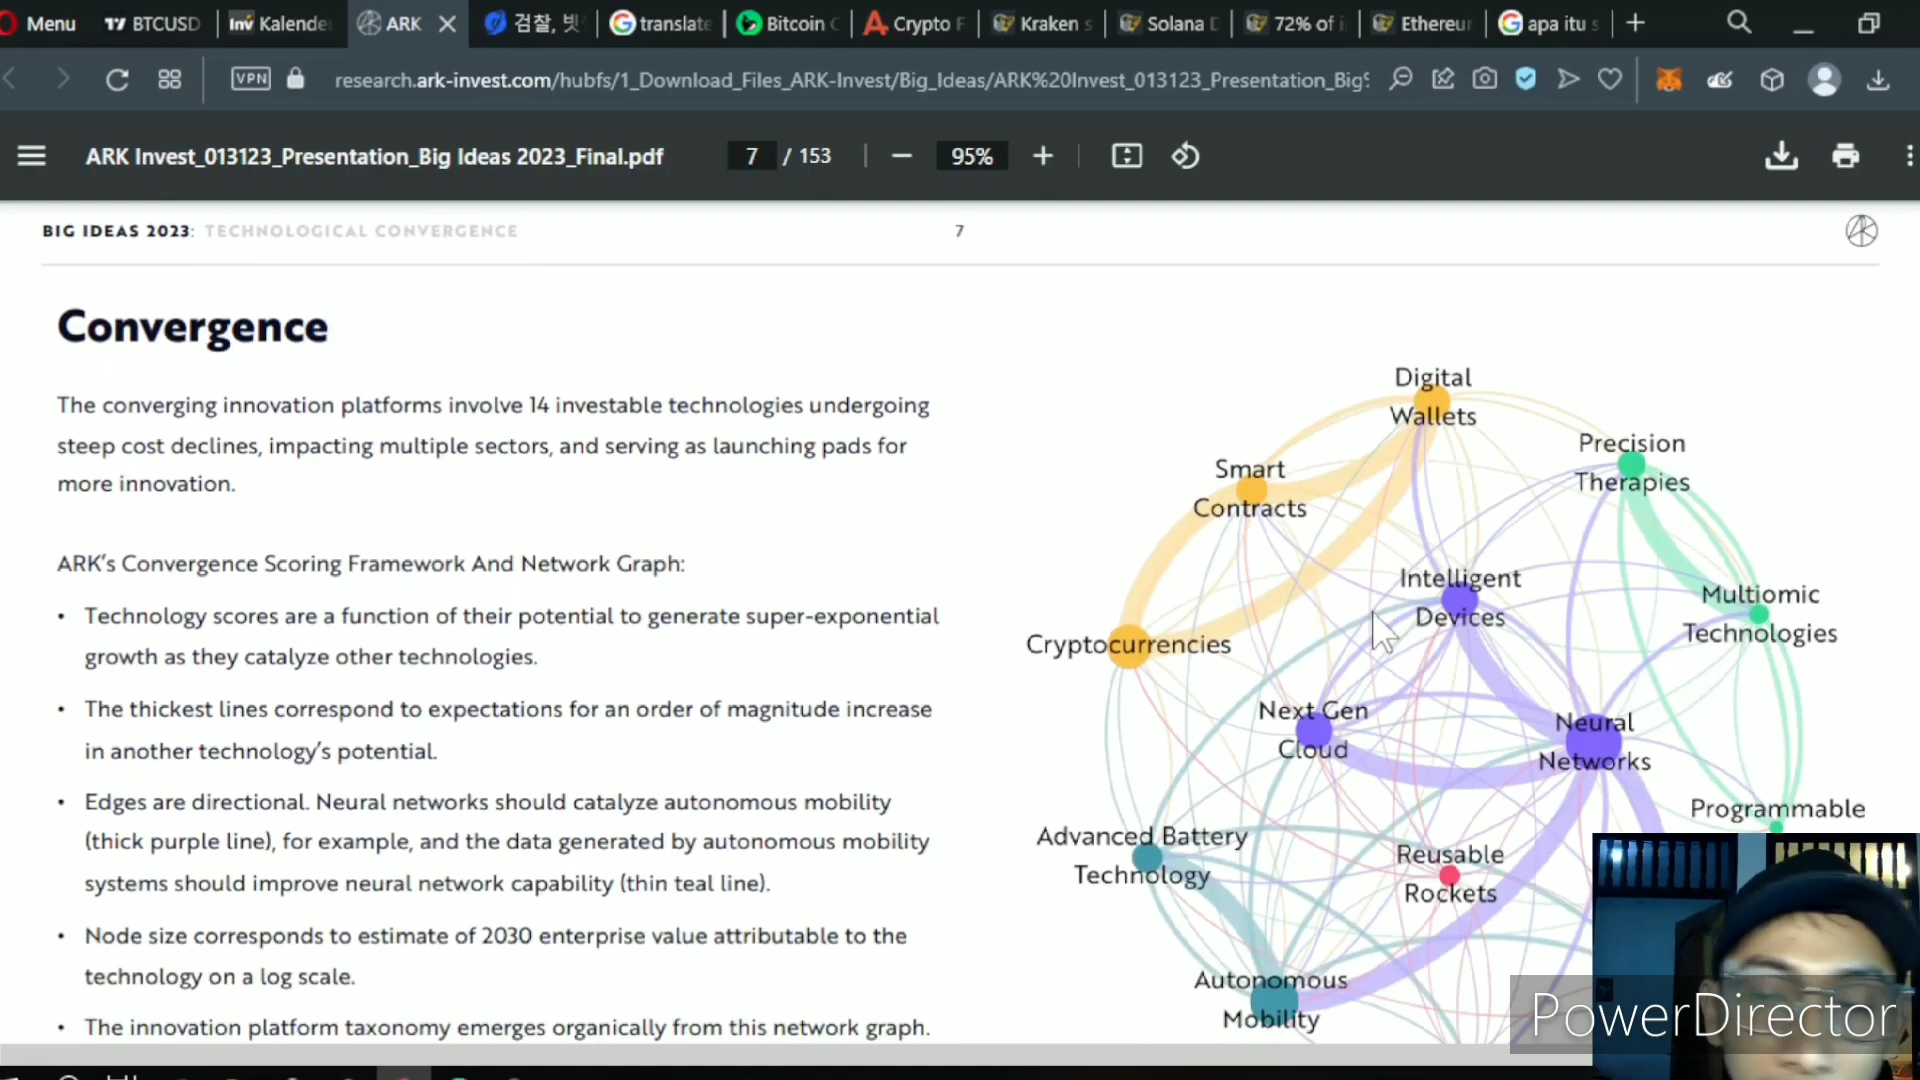 Menu
BTCUSD
Inv Kalende
ARK
검찰, 빗
translate
Bitcoin
Crypto F
Kraken s
Solana
72% of
Ethereu
apa itu s
VPN
research.ark-invest.com/hubfs/1_Download_Files_ARK-Invest/Big_Ideas/ARK%20Invest_013123_Presentation_Big%
ARK Invest_013123_Presentation_Big Ideas 2023_Final.pdf
7 / 153
95%
BIG IDEAS 2023: TECHNOLOGICAL CONVERGENCE
7
Convergence
The converging innovation platforms involve 14 investable technologies undergoing
steep cost declines, impacting multiple sectors, and serving as launching pads for
more innovation.
ARK's Convergence Scoring Framework And Network Graph:
• Technology scores are a function of their potential to generate super-exponential
growth as they catalyze other technologies.
• The thickest lines correspond to expectations for an order of magnitude increase
in another technology's potential.
• Edges are directional. Neural networks should catalyze autonomous mobility
(thick purple line), for example, and the data generated by autonomous mobility
systems should improve neural network capability (thin teal line).
• Node size corresponds to estimate of 2030 enterprise value attributable to the
technology on a log scale.
• The innovation platform taxonomy emerges organically from this network graph.
Digital
Wallets
Precision
Therapies
Smart
Contracts
Intelligent
Devices
Multiomic
Technologies
Cryptocurrencies
Next Gen
Cloud
Neural
Networks
Programmable
Advanced Battery
Technology
Reusable
Rockets
Autonomous
Mobility
PowerDirector